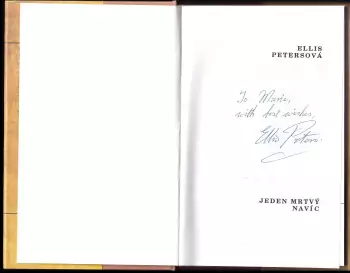 ELLIS
PETERSOVÁ
To Marie,
with best wishes,
Ellis Peters.
JEDEN MRTVÝ
NAVÍC